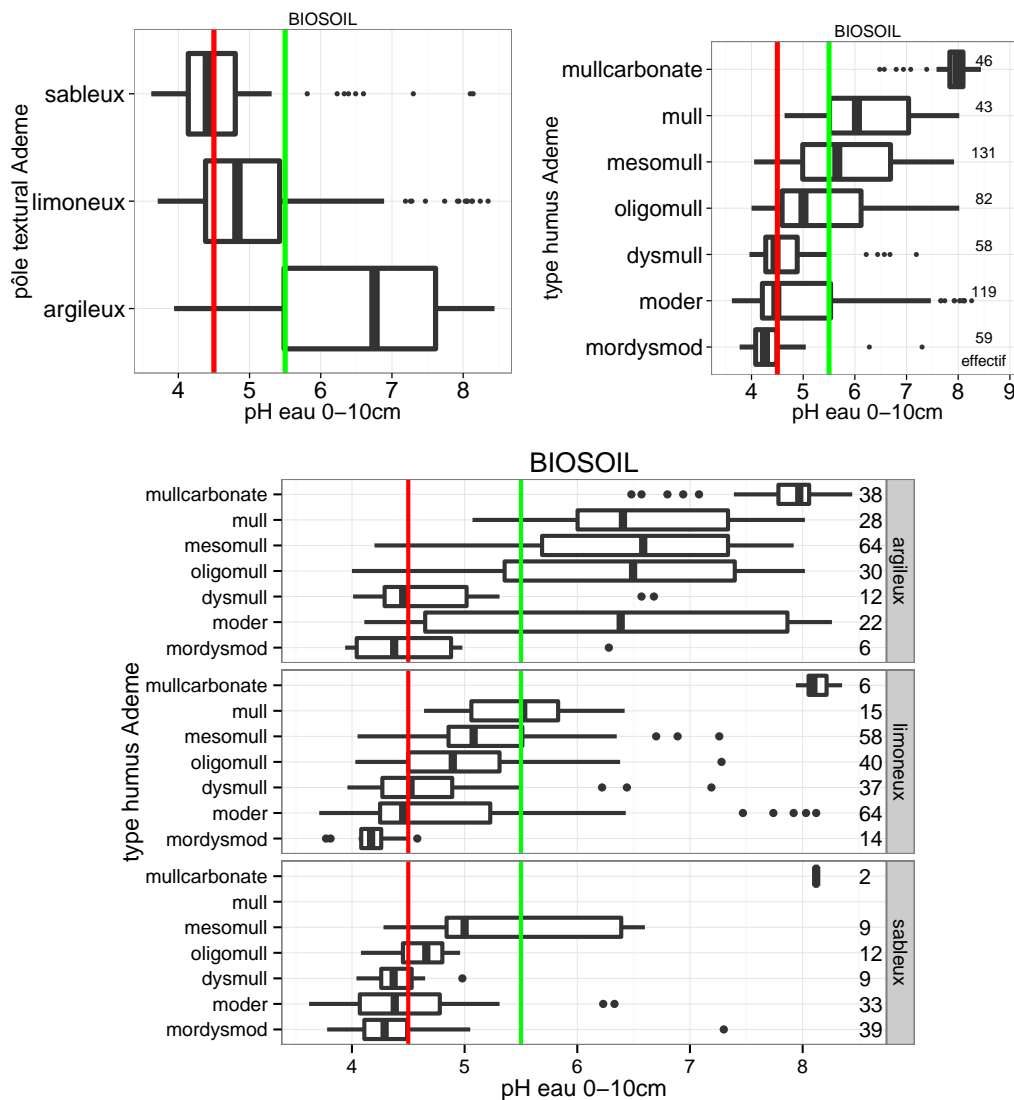 BIOSOIL
pôle textural Ademe
sableux
limoneux
argileux
4 5 6 7 8
pH eau 0−10cm
BIOSOIL
type humus Ademe
mullcarbonate 46
mull 43
mesomull 131
oligomull 82
dysmull 58
moder 119
mordysmod 59
effectif
4 5 6 7 8 9
pH eau 0−10cm
BIOSOIL
type humus Ademe
mullcarbonate 38
mull 28
mesomull 64
oligomull 30
dysmull 12
moder 22
mordysmod 6
argileux
mullcarbonate 6
mull 15
mesomull 58
oligomull 40
dysmull 37
moder 64
mordysmod 14
limoneux
mullcarbonate 2
mull
mesomull 9
oligomull 12
dysmull 9
moder 33
mordysmod 39
sableux
4 5 6 7 8
pH eau 0−10cm